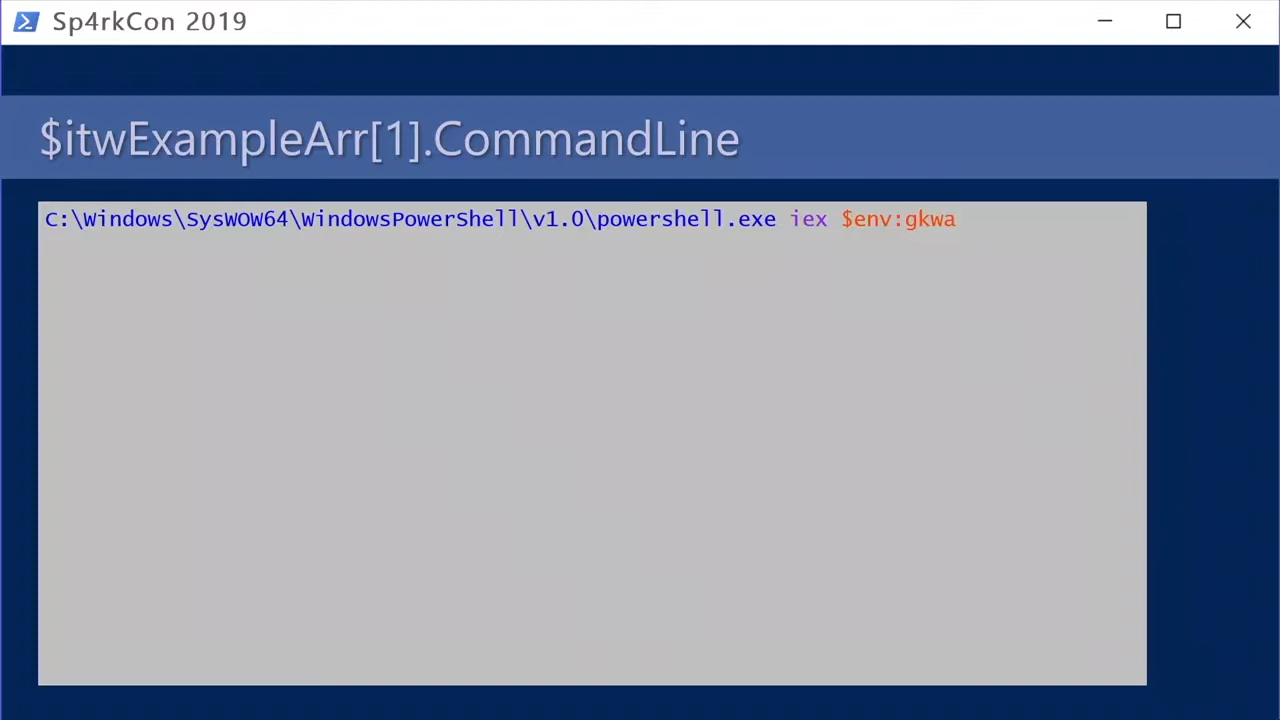 Sp4rkCon 2019
$itwExampleArr[1].CommandLine
C:\Windows\SysWOW64\WindowsPowerShell\v1.0\powershell.exe iex $env:gkwa